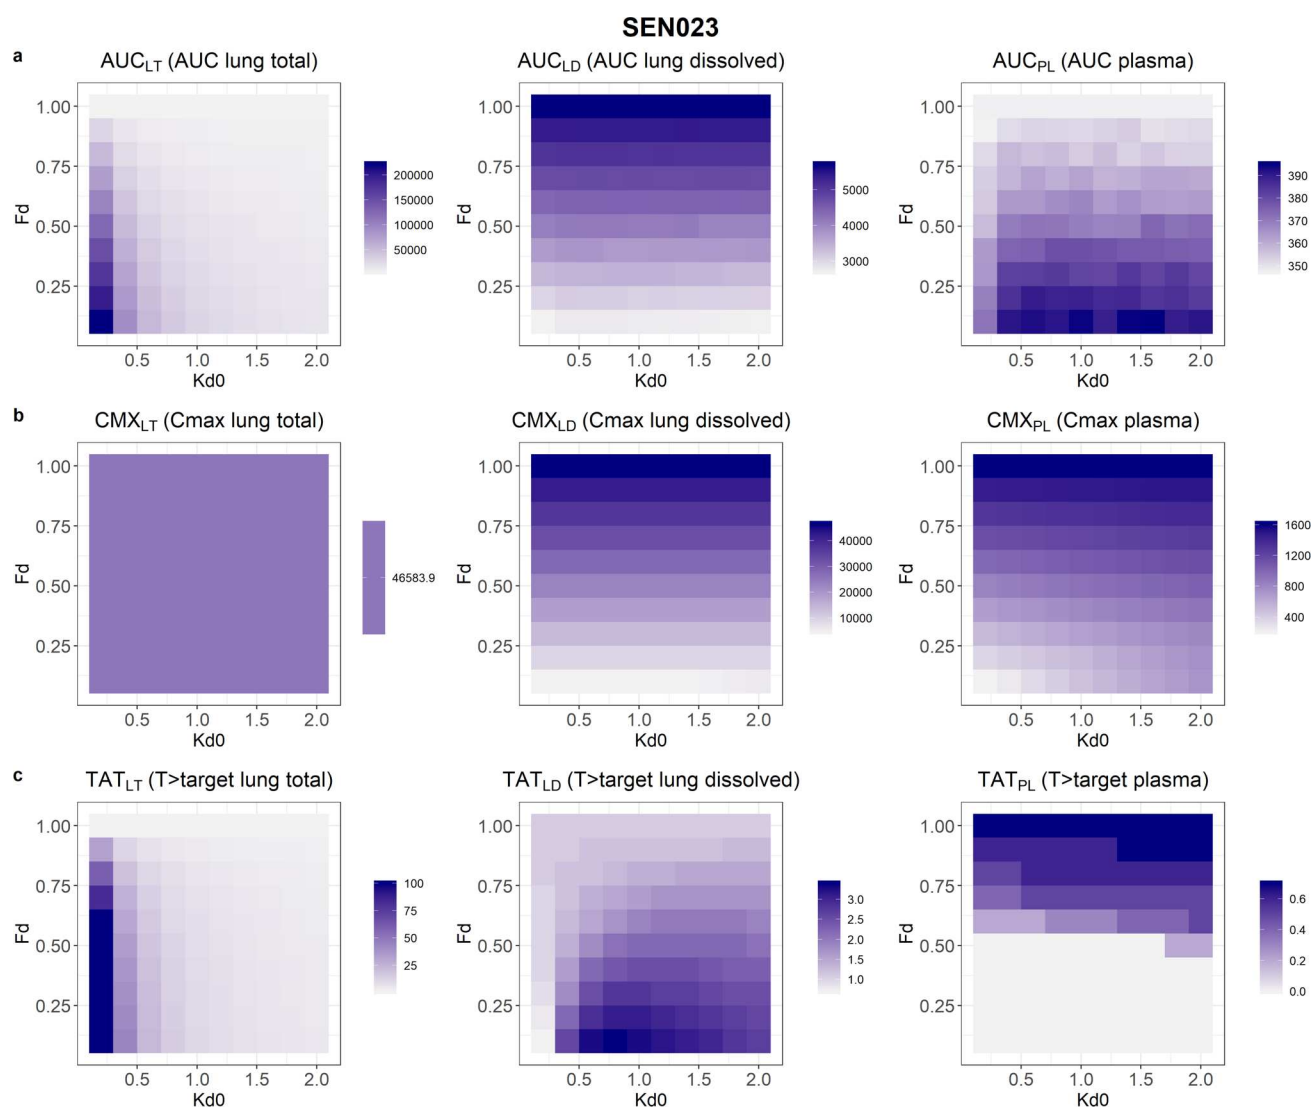 SEN023
a
AUC_LT (AUC lung total)
AUC_LD (AUC lung dissolved)
AUC_PL (AUC plasma)
1.00
0.75
0.50
0.25
Fd
0.5 1.0 1.5 2.0
Kd0
200000
150000
100000
50000
1.00
0.75
0.50
0.25
Fd
0.5 1.0 1.5 2.0
Kd0
5000
4000
3000
1.00
0.75
0.50
0.25
Fd
0.5 1.0 1.5 2.0
Kd0
390
380
370
360
350
b
CMX_LT (Cmax lung total)
CMX_LD (Cmax lung dissolved)
CMX_PL (Cmax plasma)
1.00
0.75
0.50
0.25
Fd
0.5 1.0 1.5 2.0
Kd0
46583.9
1.00
0.75
0.50
0.25
Fd
0.5 1.0 1.5 2.0
Kd0
40000
30000
20000
10000
1.00
0.75
0.50
0.25
Fd
0.5 1.0 1.5 2.0
Kd0
1600
1200
800
400
c
TAT_LT (T>target lung total)
TAT_LD (T>target lung dissolved)
TAT_PL (T>target plasma)
1.00
0.75
0.50
0.25
Fd
0.5 1.0 1.5 2.0
Kd0
100
75
50
25
1.00
0.75
0.50
0.25
Fd
0.5 1.0 1.5 2.0
Kd0
3.0
2.5
2.0
1.5
1.0
1.00
0.75
0.50
0.25
Fd
0.5 1.0 1.5 2.0
Kd0
0.6
0.4
0.2
0.0